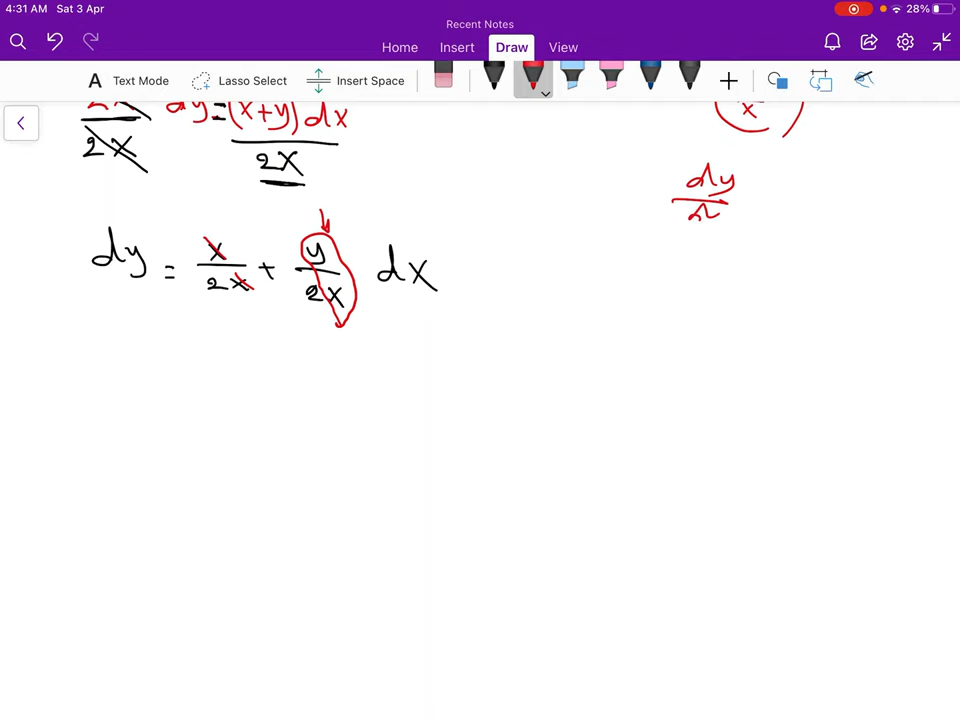 4:31 AM Sat 3 Apr
28%
Recent Notes
Home Insert Draw View
A Text Mode Lasso Select Insert Space
2x dy = (x+y) dx
2x 2x
x
dy
dy = x/2x + y/2x dx